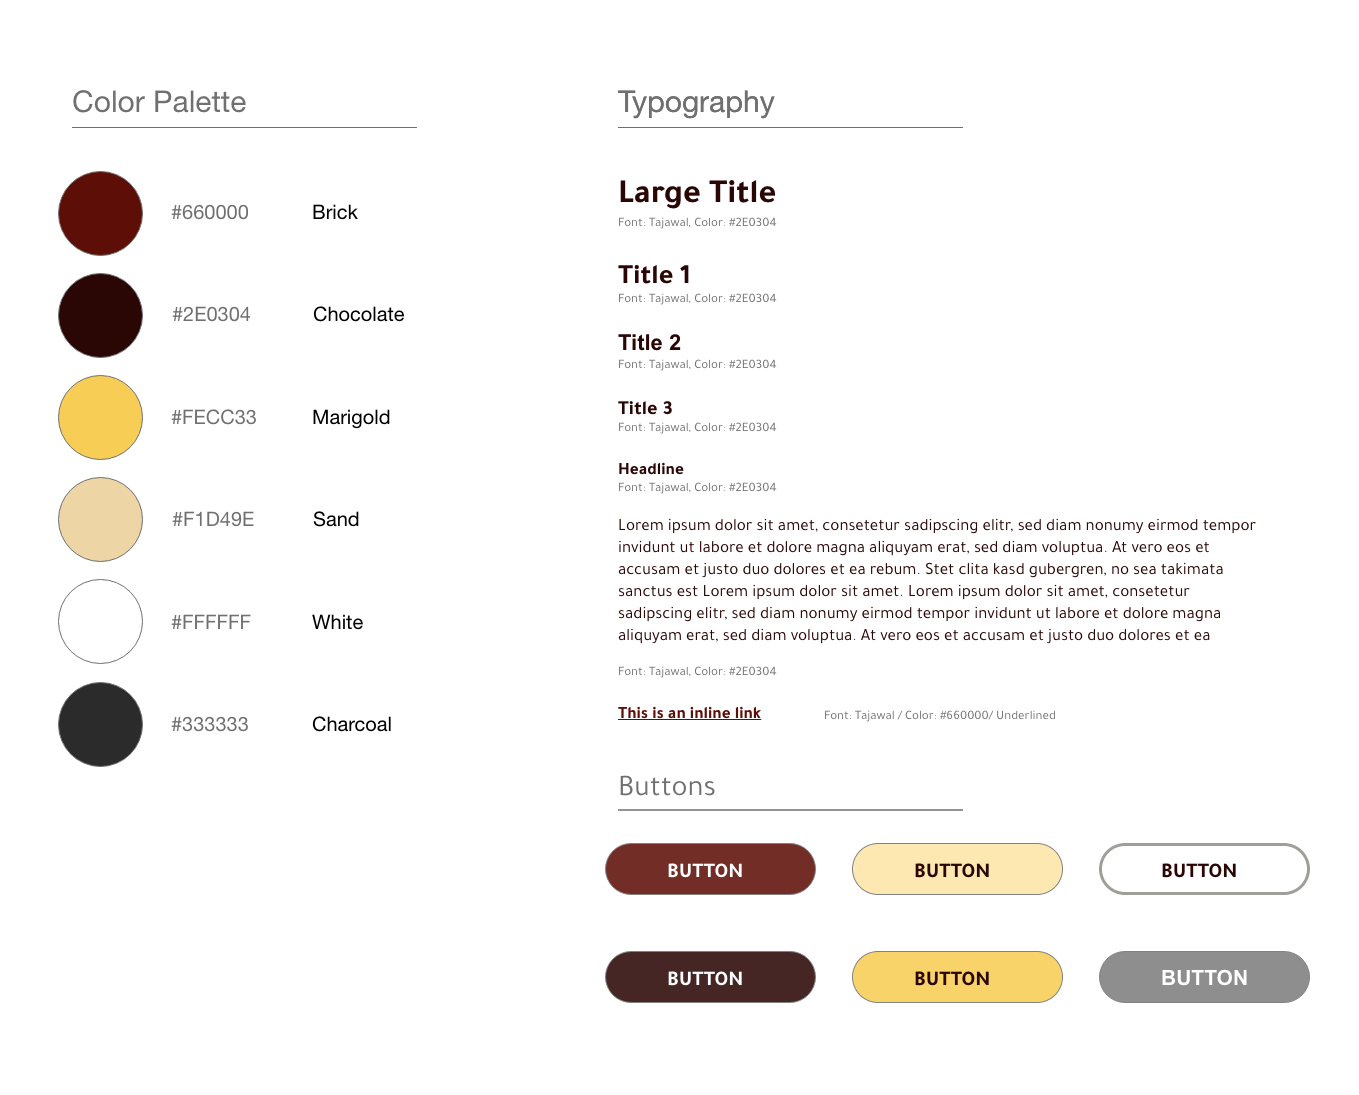 Color Palette
#660000 Brick
#2E0304 Chocolate
#FECC33 Marigold
#F1D49E Sand
#FFFFFF White
#333333 Charcoal
Typography
Large Title
Font: Tajawal, Color: #2E0304
Title 1
Font: Tajawal, Color: #2E0304
Title 2
Font: Tajawal, Color: #2E0304
Title 3
Font: Tajawal, Color: #2E0304
Headline
Font: Tajawal, Color: #2E0304
Lorem ipsum dolor sit amet, consetetur sadipscing elitr, sed diam nonumy eirmod tempor
invidunt ut labore et dolore magna aliquyam erat, sed diam voluptua. At vero eos et
accusam et justo duo dolores et ea rebum. Stet clita kasd gubergren, no sea takimata
sanctus est Lorem ipsum dolor sit amet. Lorem ipsum dolor sit amet, consetetur
sadipscing elitr, sed diam nonumy eirmod tempor invidunt ut labore et dolore magna
aliquyam erat, sed diam voluptua. At vero eos et accusam et justo duo dolores et ea
Font: Tajawal, Color: #2E0304
This is an inline link Font: Tajawal / Color: #660000/ Underlined
Buttons
BUTTON BUTTON BUTTON
BUTTON BUTTON BUTTON